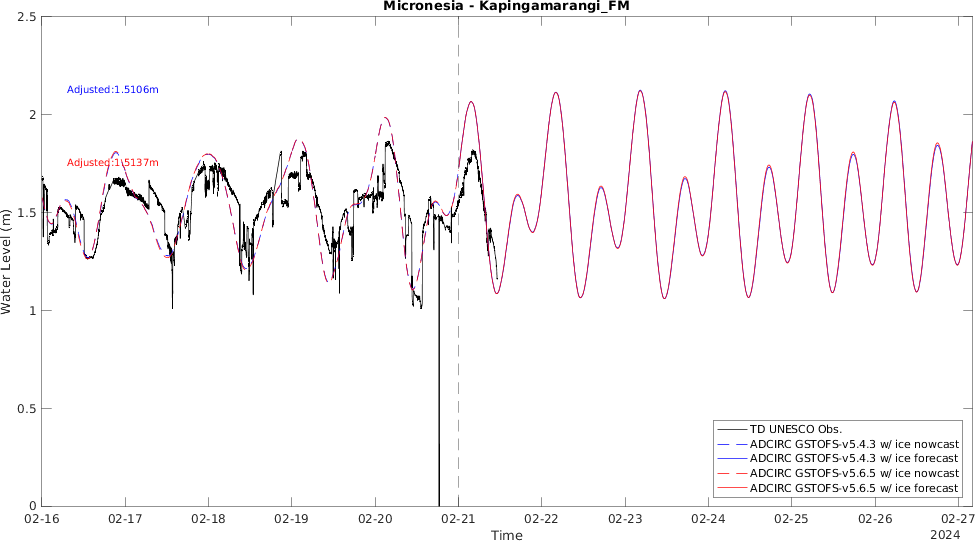 Micronesia - Kapingamarangi_FM
Water Level (m)
2.5
2
1.5
1
0.5
0
Adjusted:1.5106m
Adjusted:1.5137m
TD UNESCO Obs.
ADCIRC GSTOFS-v5.4.3 w/ ice nowcast
ADCIRC GSTOFS-v5.4.3 w/ ice forecast
ADCIRC GSTOFS-v5.6.5 w/ ice nowcast
ADCIRC GSTOFS-v5.6.5 w/ ice forecast
02-16 02-17 02-18 02-19 02-20 02-21 02-22 02-23 02-24 02-25 02-26 02-27
Time
2024